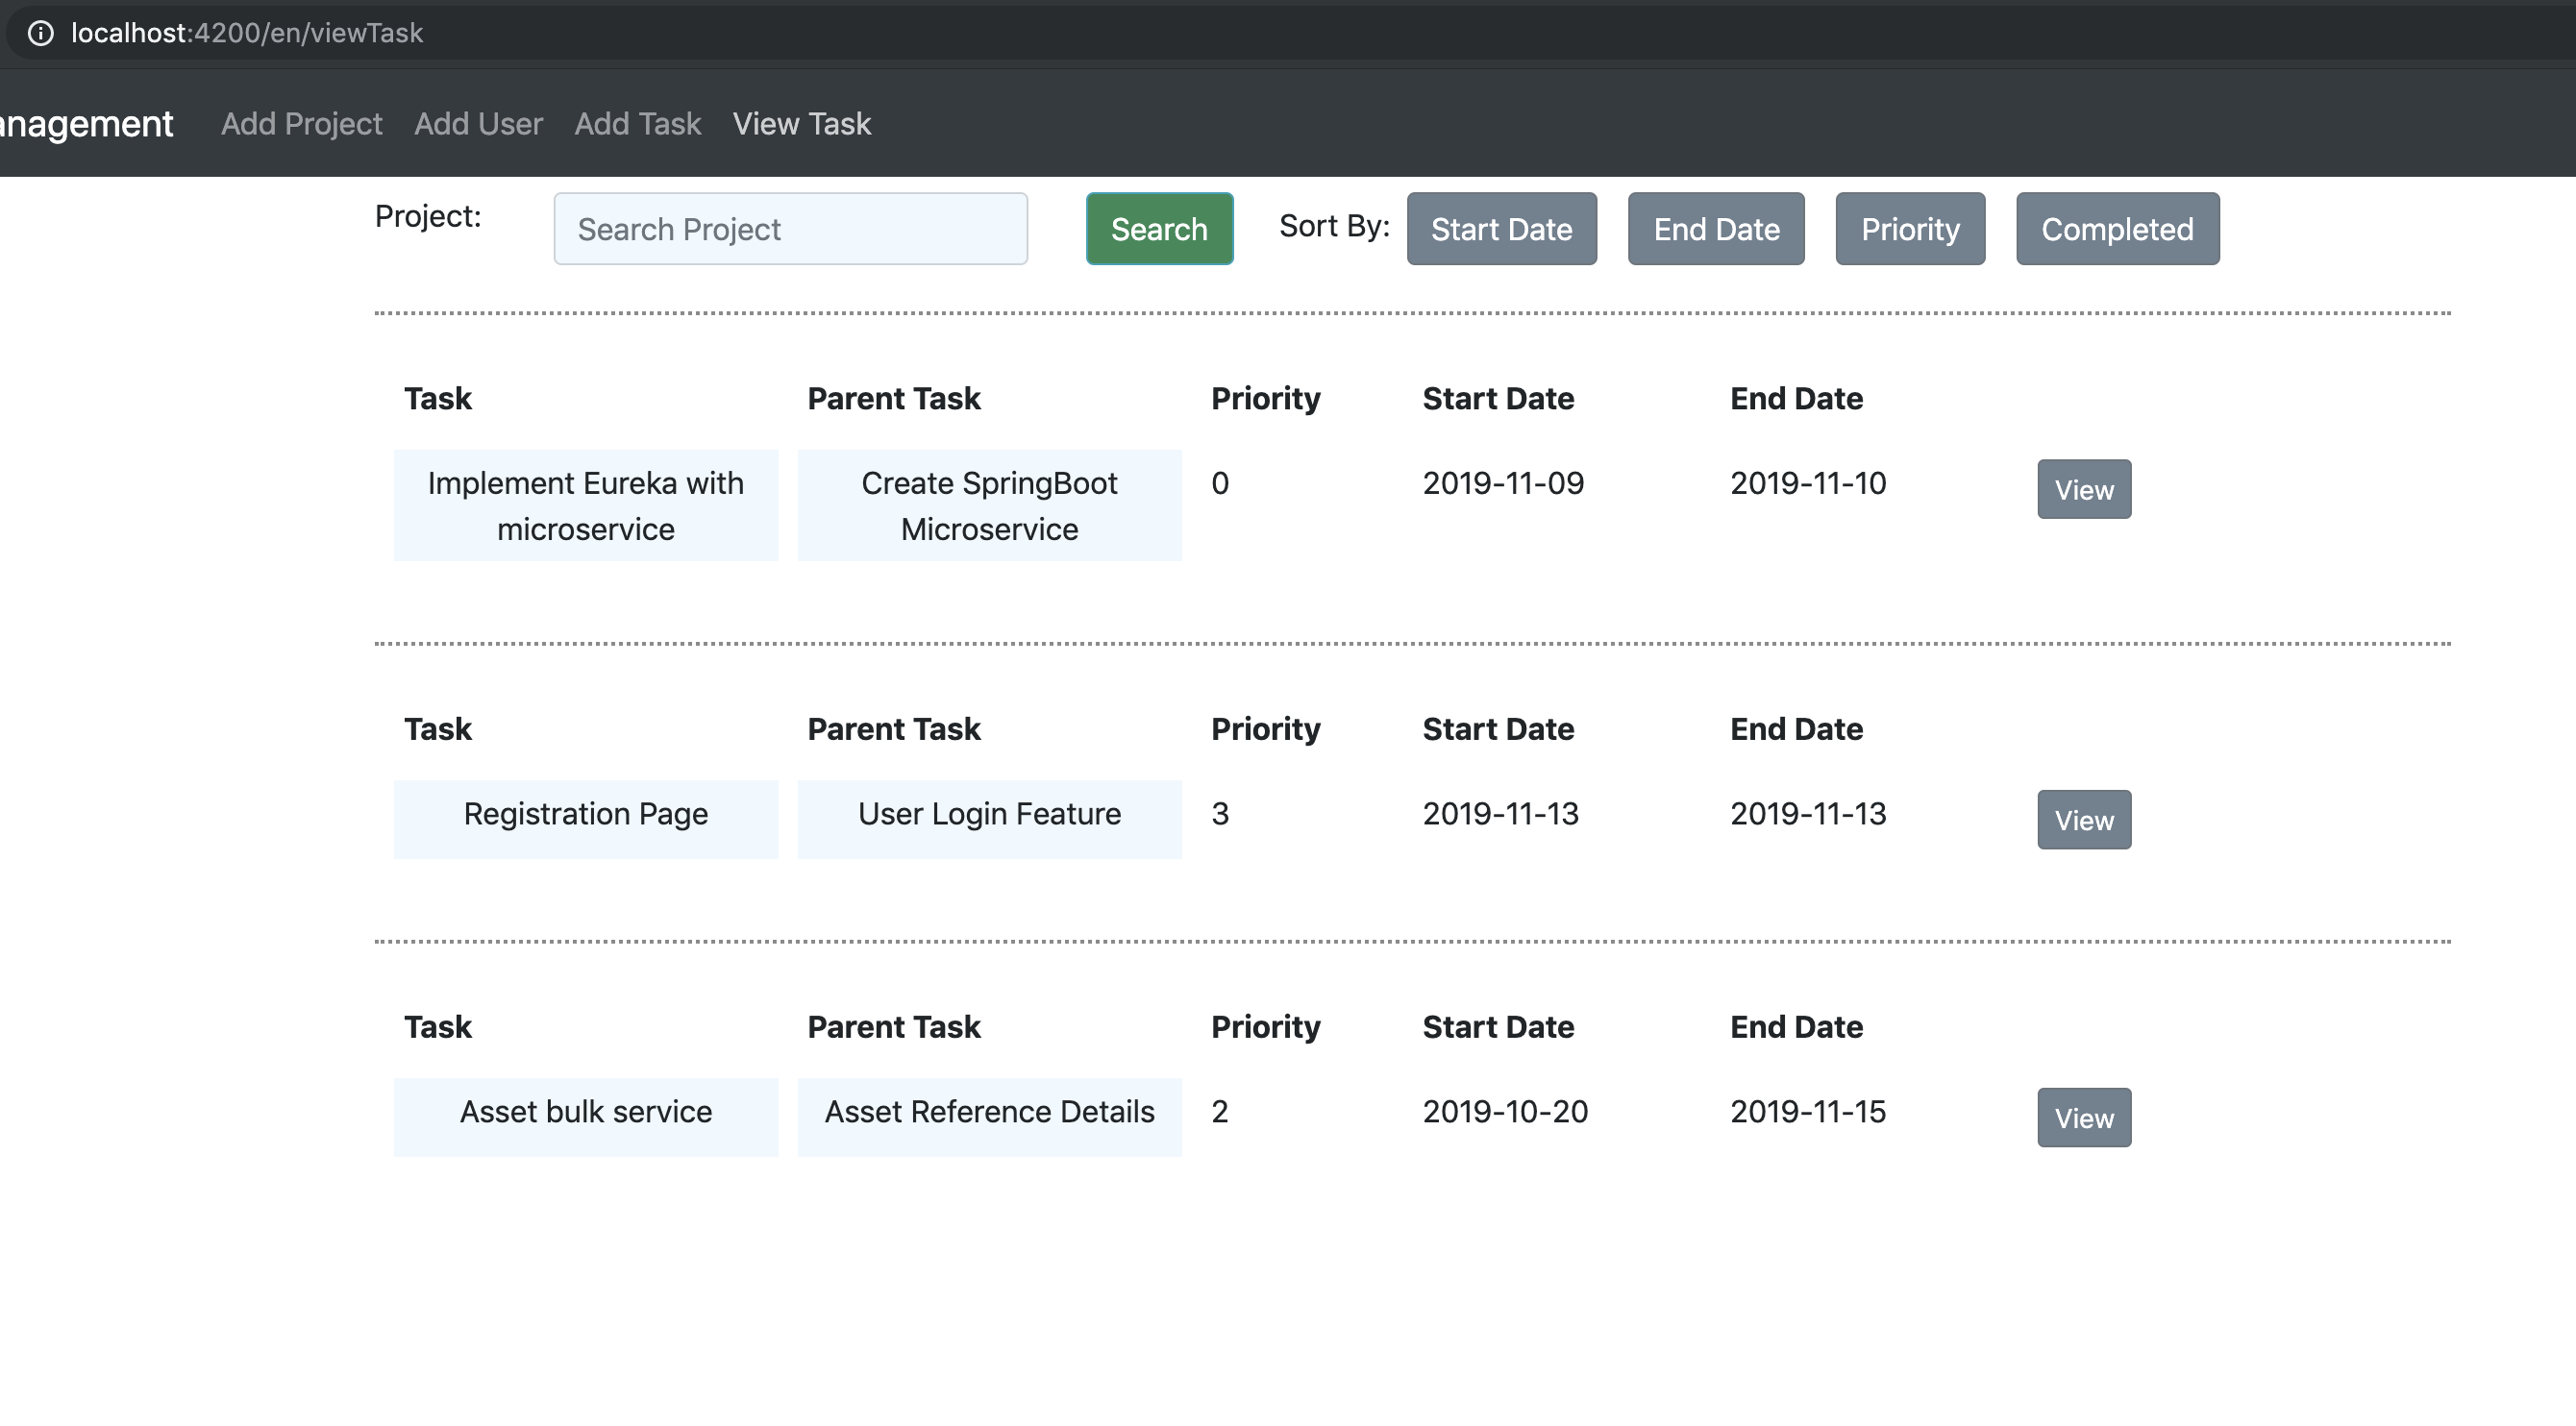 localhost:4200/en/viewTask
anagement Add Project Add User Add Task View Task
Project: Search Project Search Sort By: Start Date End Date Priority Completed
Task Parent Task Priority Start Date End Date
Implement Eureka with microservice Create SpringBoot Microservice 0 2019-11-09 2019-11-10 View
Task Parent Task Priority Start Date End Date
Registration Page User Login Feature 3 2019-11-13 2019-11-13 View
Task Parent Task Priority Start Date End Date
Asset bulk service Asset Reference Details 2 2019-10-20 2019-11-15 View